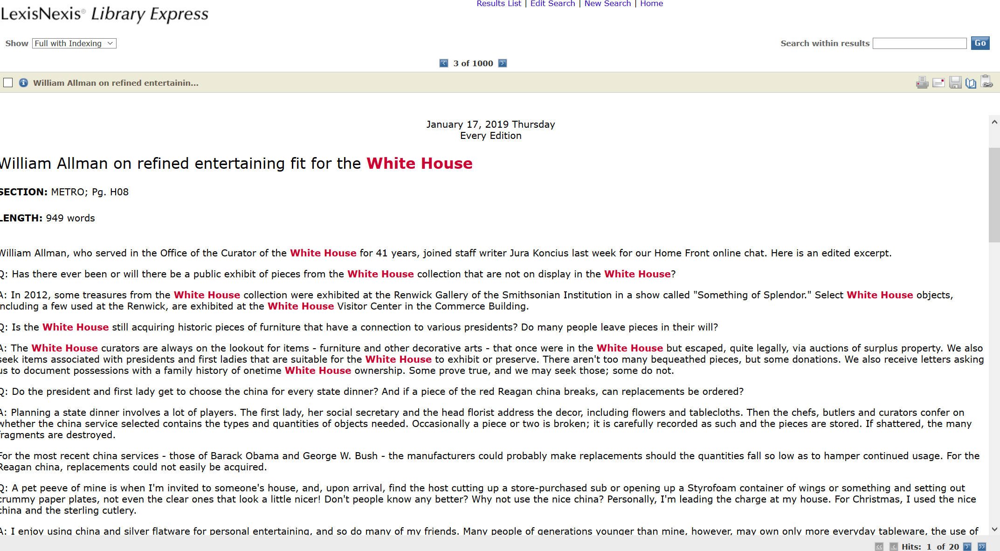 Results List | Edit Search | New Search | Home
LexisNexis® Library Express
Show Full with Indexing
Search within results Go
3 of 1000
William Allman on refined entertainin...
January 17, 2019 Thursday
Every Edition
William Allman on refined entertaining fit for the White House
SECTION: METRO; Pg. H08
LENGTH: 949 words
William Allman, who served in the Office of the Curator of the White House for 41 years, joined staff writer Jura Koncius last week for our Home Front online chat. Here is an edited excerpt.
Q: Has there ever been or will there be a public exhibit of pieces from the White House collection that are not on display in the White House?
A: In 2012, some treasures from the White House collection were exhibited at the Renwick Gallery of the Smithsonian Institution in a show called "Something of Splendor." Select White House objects,
including a few used at the Renwick, are exhibited at the White House Visitor Center in the Commerce Building.
Q: Is the White House still acquiring historic pieces of furniture that have a connection to various presidents? Do many people leave pieces in their will?
A: The White House curators are always on the lookout for items - furniture and other decorative arts - that once were in the White House but escaped, quite legally, via auctions of surplus property. We also
seek items associated with presidents and first ladies that are suitable for the White House to exhibit or preserve. There aren't too many bequeathed pieces, but some donations. We also receive letters asking
us to document possessions with a family history of onetime White House ownership. Some prove true, and we may seek those; some do not.
Q: Do the president and first lady get to choose the china for every state dinner? And if a piece of the red Reagan china breaks, can replacements be ordered?
A: Planning a state dinner involves a lot of players. The first lady, her social secretary and the head florist address the decor, including flowers and tablecloths. Then the chefs, butlers and curators confer on
whether the china service selected contains the types and quantities of objects needed. Occasionally a piece or two is broken; it is carefully recorded as such and the pieces are stored. If shattered, the many
fragments are destroyed.
For the most recent china services - those of Barack Obama and George W. Bush - the manufacturers could probably make replacements should the quantities fall so low as to hamper continued usage. For the
Reagan china, replacements could not easily be acquired.
Q: A pet peeve of mine is when I'm invited to someone's house, and, upon arrival, find the host cutting up a store-purchased sub or opening up a Styrofoam container of wings or something and setting out
crummy paper plates, not even the clear ones that look a little nicer! Don't people know any better? Why not use the nice china? Personally, I'm leading the charge at my house. For Christmas, I used the nice
china and the sterling cutlery.
A: I enjoy using china and silver flatware for personal entertaining, and so do many of my friends. Many people of generations younger than mine, however, may own only more everyday tableware, the use of
Hits: 1 of 20